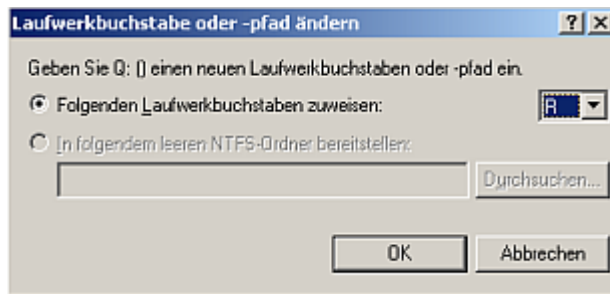 Laufwerkbuchstabe oder -pfad ändern
Geben Sie Q: () einen neuen Laufwerkbuchstaben oder -pfad ein.
Folgenden Laufwerkbuchstaben zuweisen: R
In folgendem leeren NTFS-Ordner bereitstellen:
Durchsuchen...
OK Abbrechen